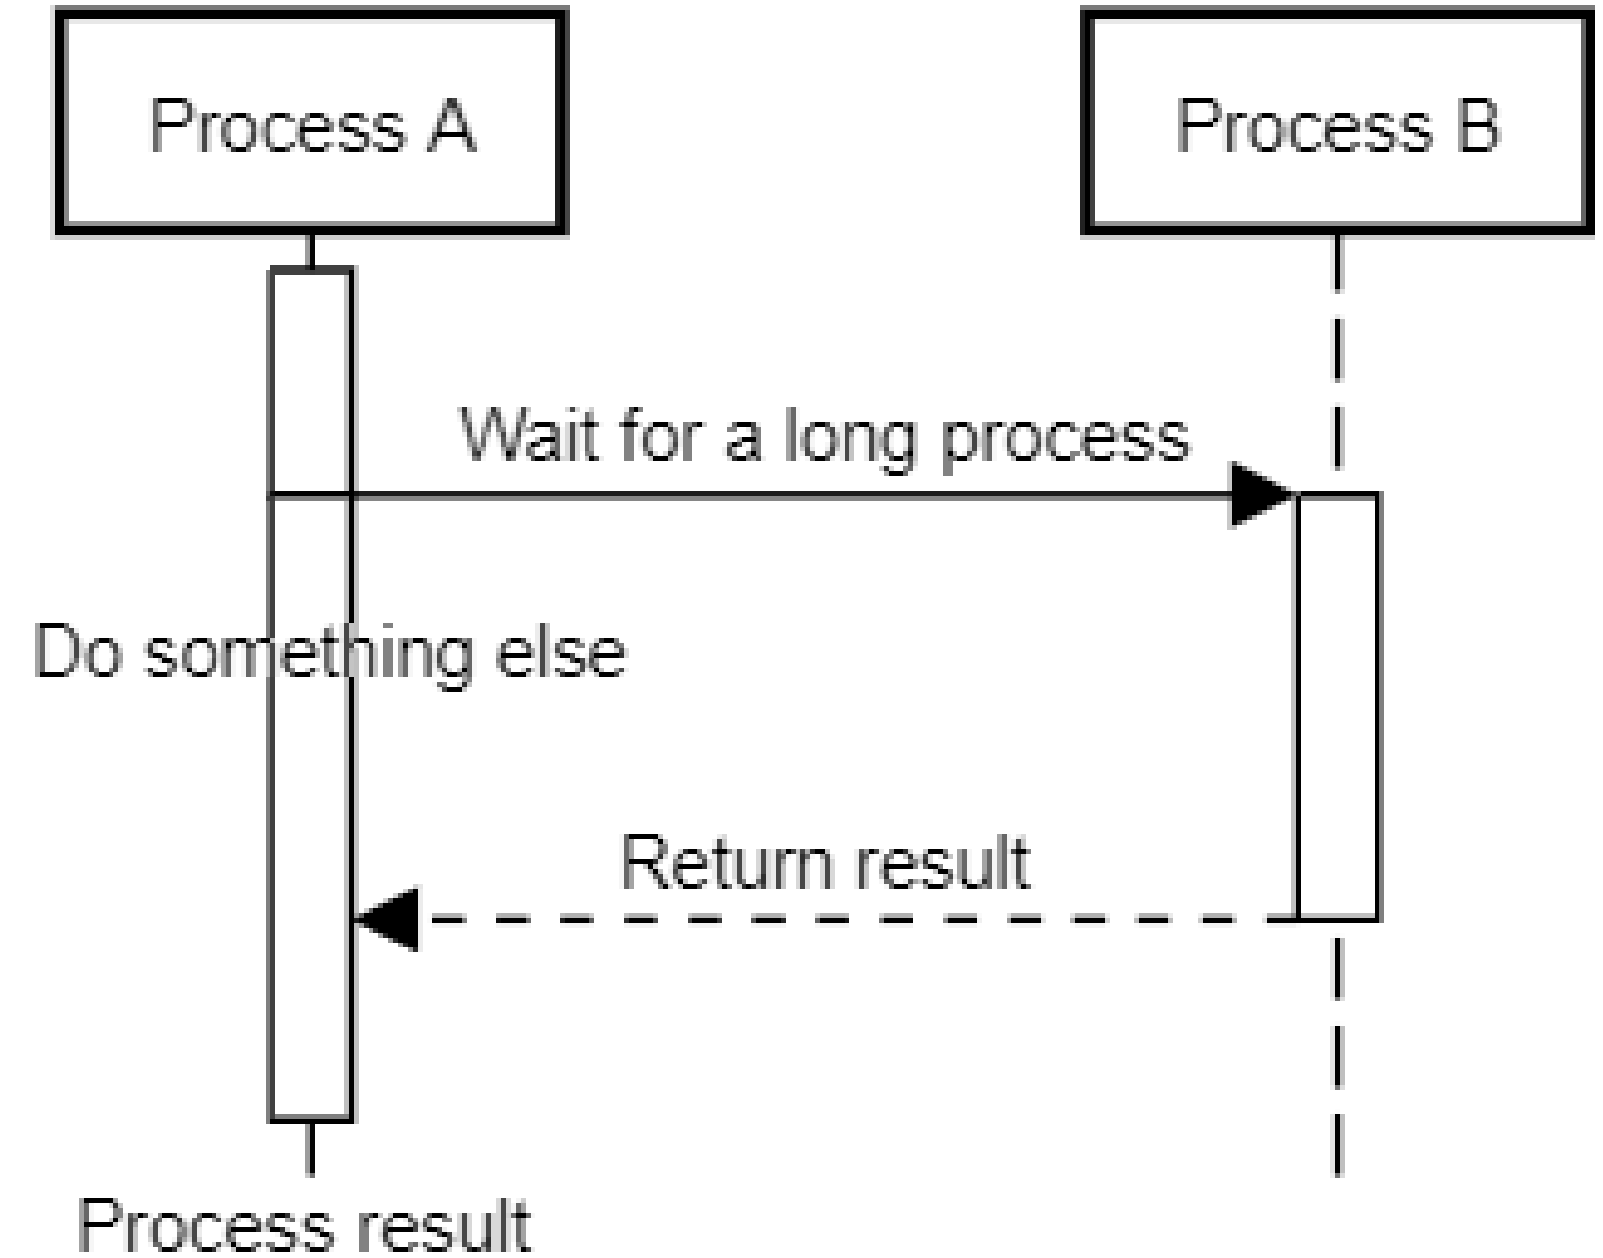 Process A
Process B
Wait for a long process
Do something else
Return result
Process result